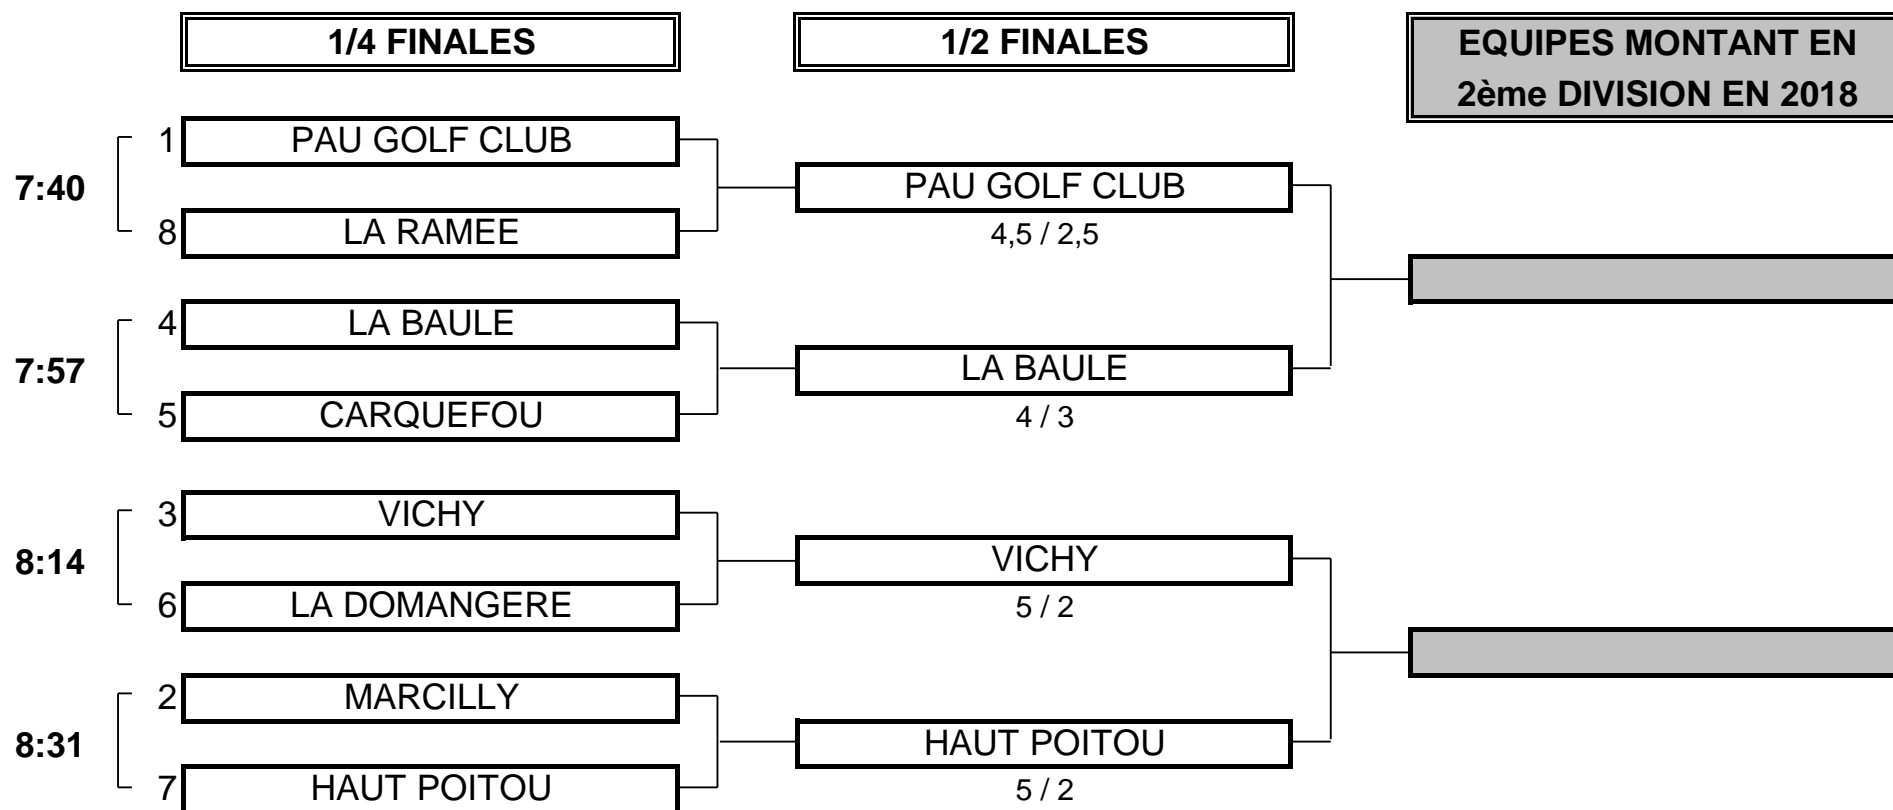 1/4 FINALES
1/2 FINALES
EQUIPES MONTANT EN
2ème DIVISION EN 2018
1 PAU GOLF CLUB
7:40
8 LA RAMEE
PAU GOLF CLUB
4,5 / 2,5
4 LA BAULE
7:57
5 CARQUEFOU
LA BAULE
4 / 3
3 VICHY
8:14
6 LA DOMANGERE
VICHY
5 / 2
2 MARCILLY
8:31
7 HAUT POITOU
HAUT POITOU
5 / 2